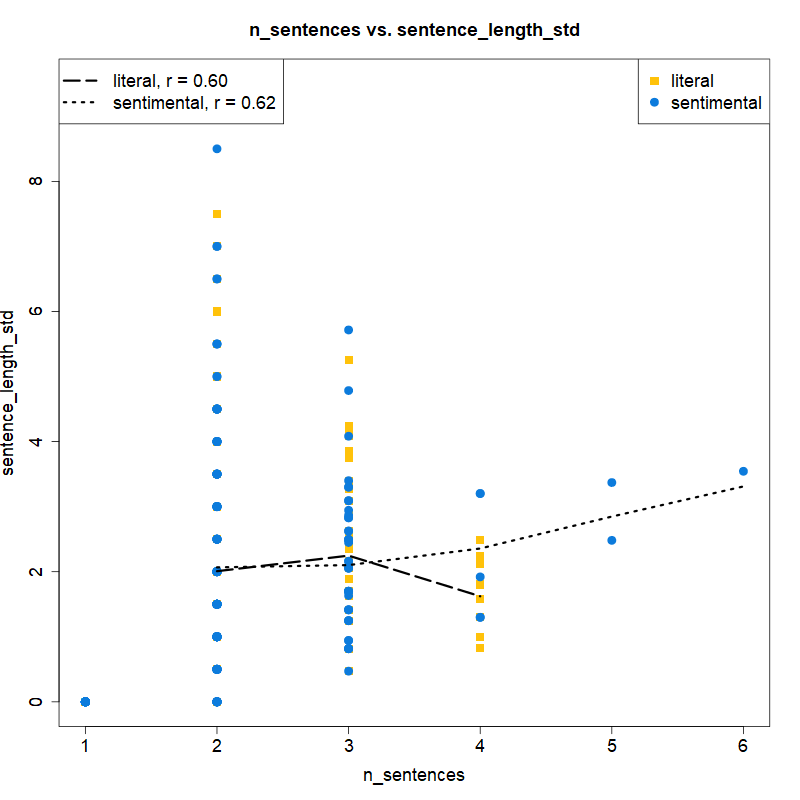 n_sentences vs. sentence_length_std
literal, r = 0.60
sentimental, r = 0.62
literal
sentimental
sentence_length_std
8
6
4
2
0
1 2 3 4 5 6
n_sentences